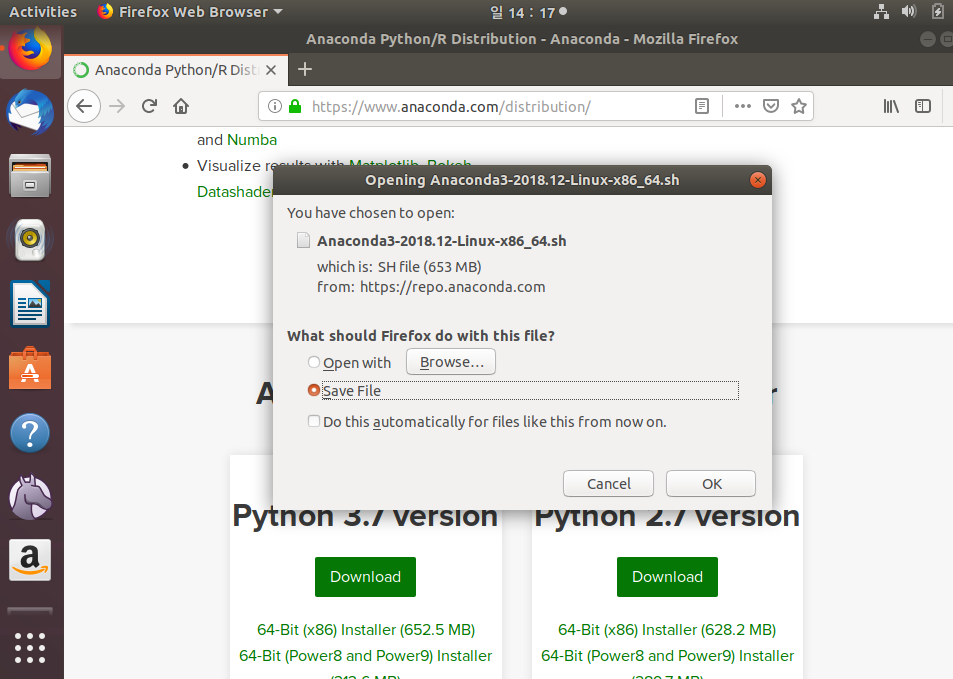 Activities Firefox Web Browser 일 14 : 17
Anaconda Python/R Distribution - Anaconda - Mozilla Firefox
Anaconda Python/R Dist
https://www.anaconda.com/distribution/
and Numba
Visualize results with Matplotlib, Bokeh,
Datashader
Opening Anaconda3-2018.12-Linux-x86_64.sh
You have chosen to open:
Anaconda3-2018.12-Linux-x86_64.sh
which is: SH file (653 MB)
from: https://repo.anaconda.com
What should Firefox do with this file?
Open with Browse...
Save File
Do this automatically for files like this from now on.
Cancel OK
Python 3.7 version Python 2.7 version
Download Download
64-Bit (x86) Installer (652.5 MB) 64-Bit (x86) Installer (628.2 MB)
64-Bit (Power8 and Power9) Installer 64-Bit (Power8 and Power9) Installer